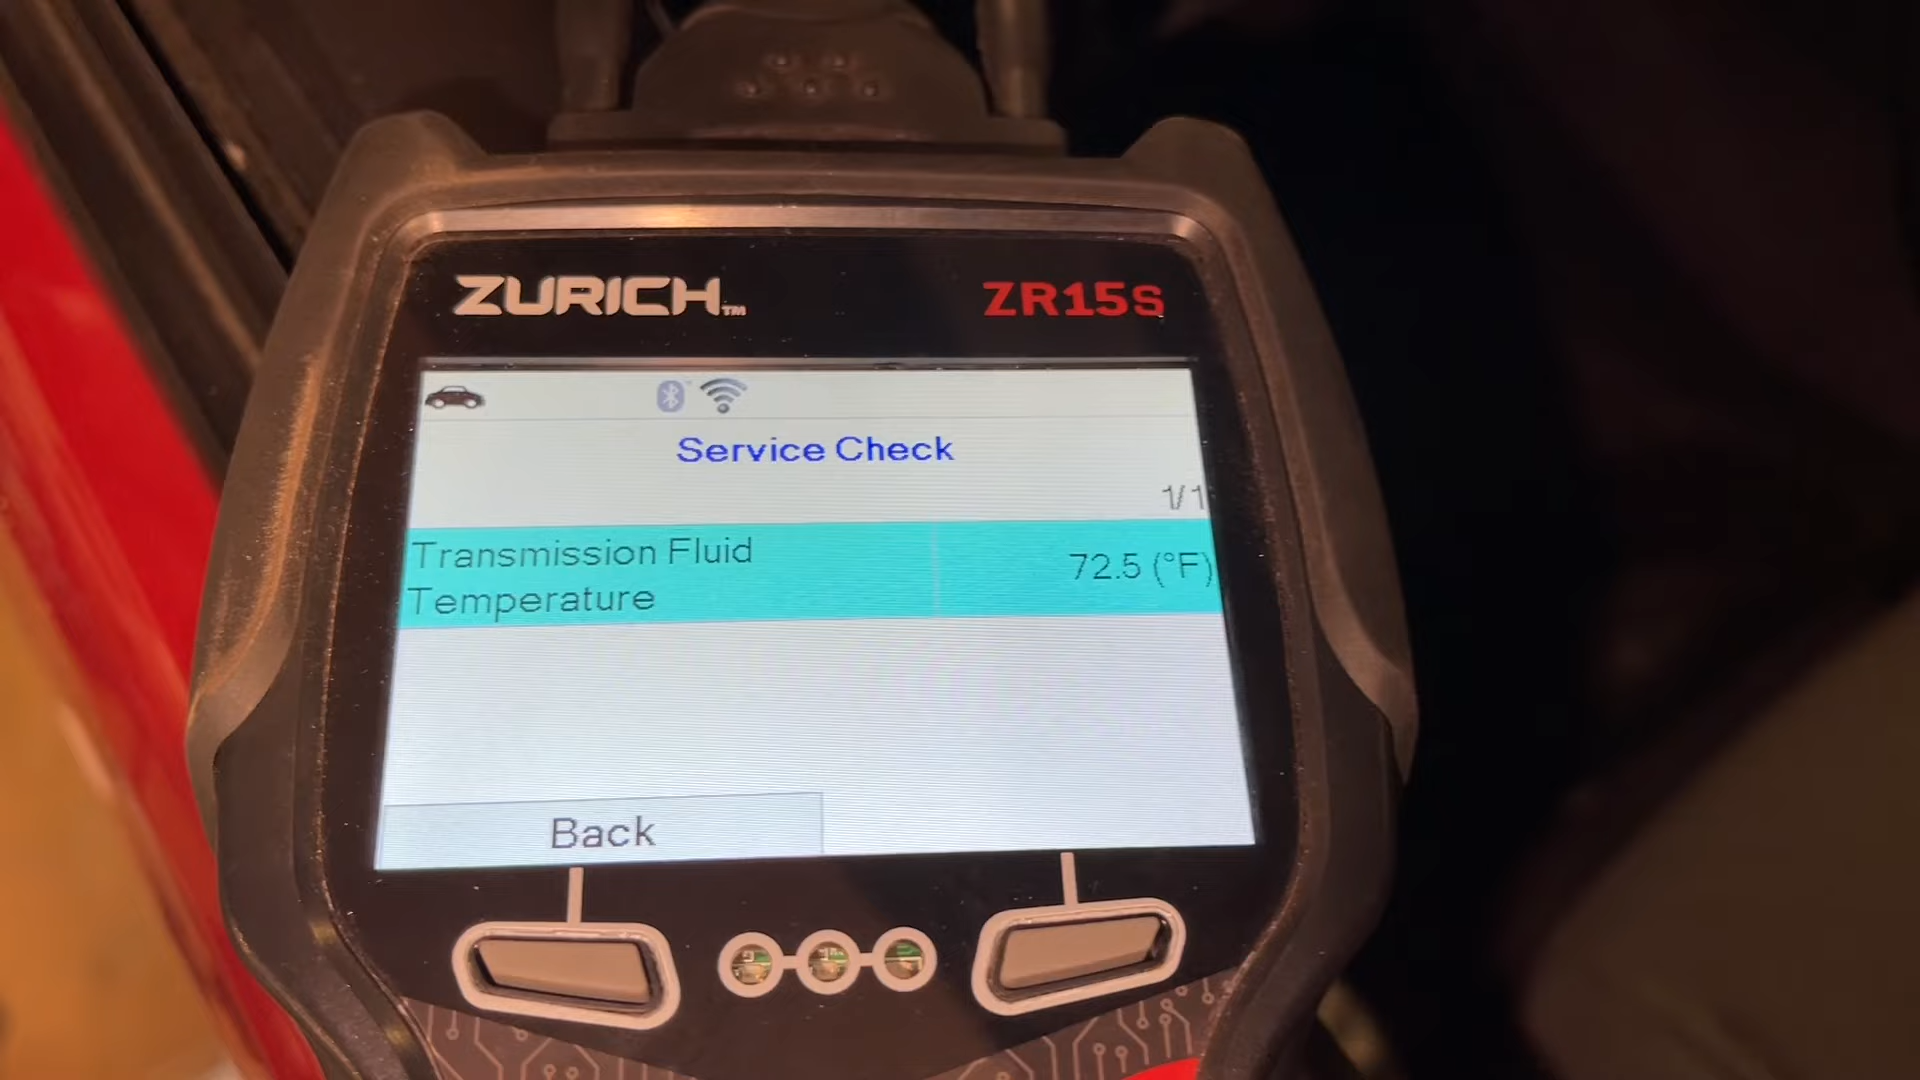 ZURICH™ ZR15S
Service Check
1/1
Transmission Fluid
Temperature
72.5 (°F)
Back